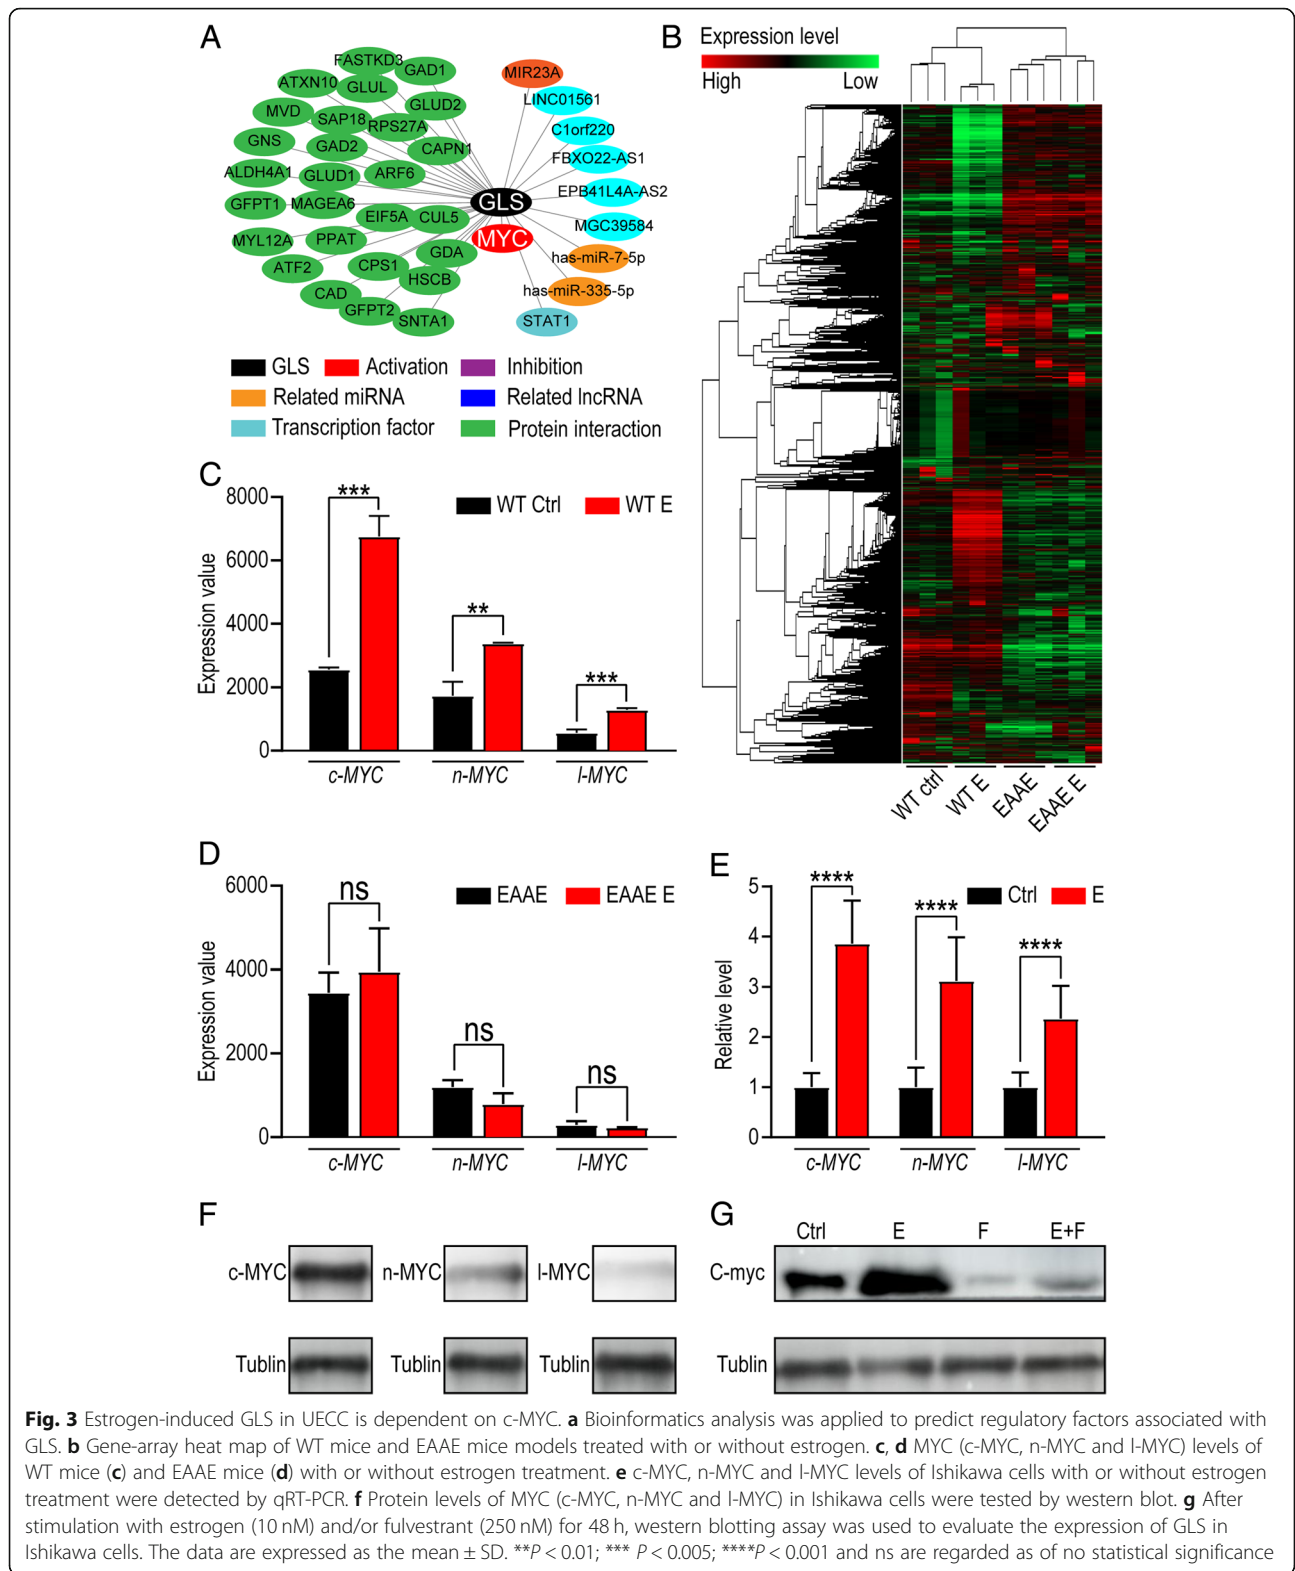 A
FASTKD3
GAD1
ATXN10
GLUL
GLUD2
MVD
SAP18
RPS27A
GNS
GAD2
CAPN1
ALDH4A1
GLUD1
ARF6
GFPT1
MAGEA6
EIF5A
CUL5
MYL12A
PPAT
GDA
ATF2
CPS1
HSCB
CAD
GFPT2
SNTA1
GLS
MYC
MIR23A
LINC01561
C1orf220
FBXO22-AS1
EPB41L4A-AS2
MGC39584
has-miR-7-5p
has-miR-335-5p
STAT1
GLS
Activation
Inhibition
Related miRNA
Related lncRNA
Transcription factor
Protein interaction
B
Expression level
High
Low
WT ctrl
WT E
EAAE
EAAE E
C
WT Ctrl
WT E
Expression value
8000
6000
4000
2000
0
***
**
***
c-MYC
n-MYC
l-MYC
D
EAAE
EAAE E
Expression value
6000
4000
2000
0
ns
ns
ns
c-MYC
n-MYC
l-MYC
E
Ctrl
E
Relative level
5
4
3
2
1
0
****
****
****
c-MYC
n-MYC
l-MYC
F
c-MYC
n-MYC
l-MYC
Tublin
Tublin
Tublin
G
Ctrl
E
F
E+F
C-myc
Tublin
Fig. 3 Estrogen-induced GLS in UECC is dependent on c-MYC. a Bioinformatics analysis was applied to predict regulatory factors associated with
GLS. b Gene-array heat map of WT mice and EAAE mice models treated with or without estrogen. c, d MYC (c-MYC, n-MYC and l-MYC) levels of
WT mice (c) and EAAE mice (d) with or without estrogen treatment. e c-MYC, n-MYC and l-MYC levels of Ishikawa cells with or without estrogen
treatment were detected by qRT-PCR. f Protein levels of MYC (c-MYC, n-MYC and l-MYC) in Ishikawa cells were tested by western blot. g After
stimulation with estrogen (10 nM) and/or fulvestrant (250 nM) for 48 h, western blotting assay was used to evaluate the expression of GLS in
Ishikawa cells. The data are expressed as the mean ± SD. **P < 0.01; *** P < 0.005; ****P < 0.001 and ns are regarded as of no statistical significance